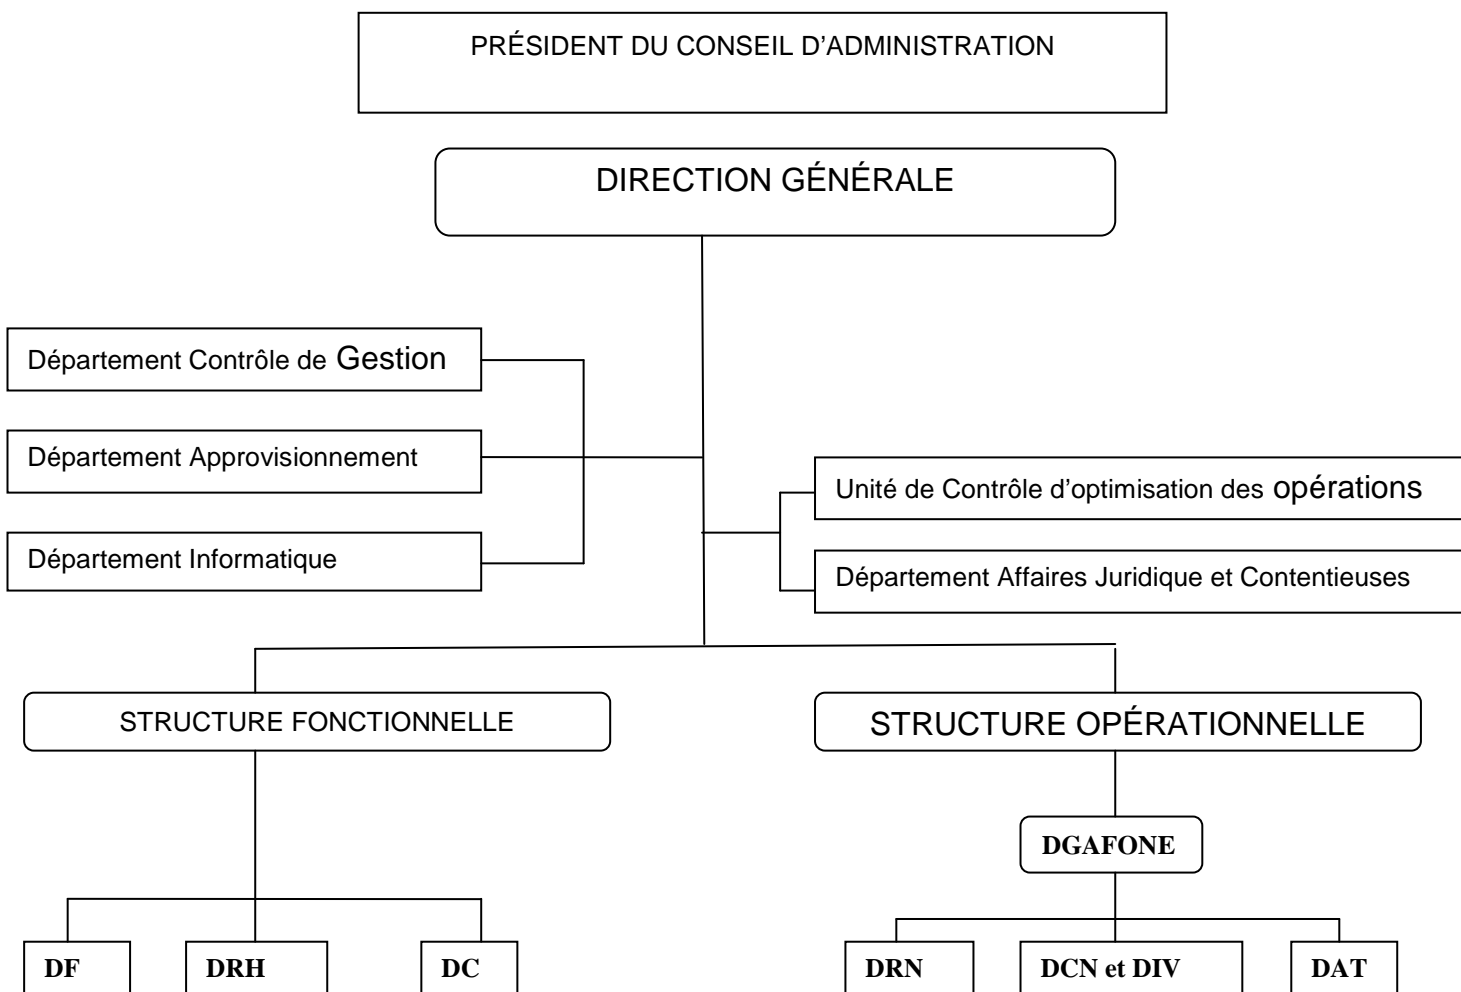 PRÉSIDENT DU CONSEIL D’ADMINISTRATION
DIRECTION GÉNÉRALE
Département Contrôle de Gestion
Département Approvisionnement
Département Informatique
Unité de Contrôle d’optimisation des opérations
Département Affaires Juridique et Contentieuses
STRUCTURE FONCTIONNELLE
STRUCTURE OPÉRATIONNELLE
DGAFONE
DF
DRH
DC
DRN
DCN et DIV
DAT